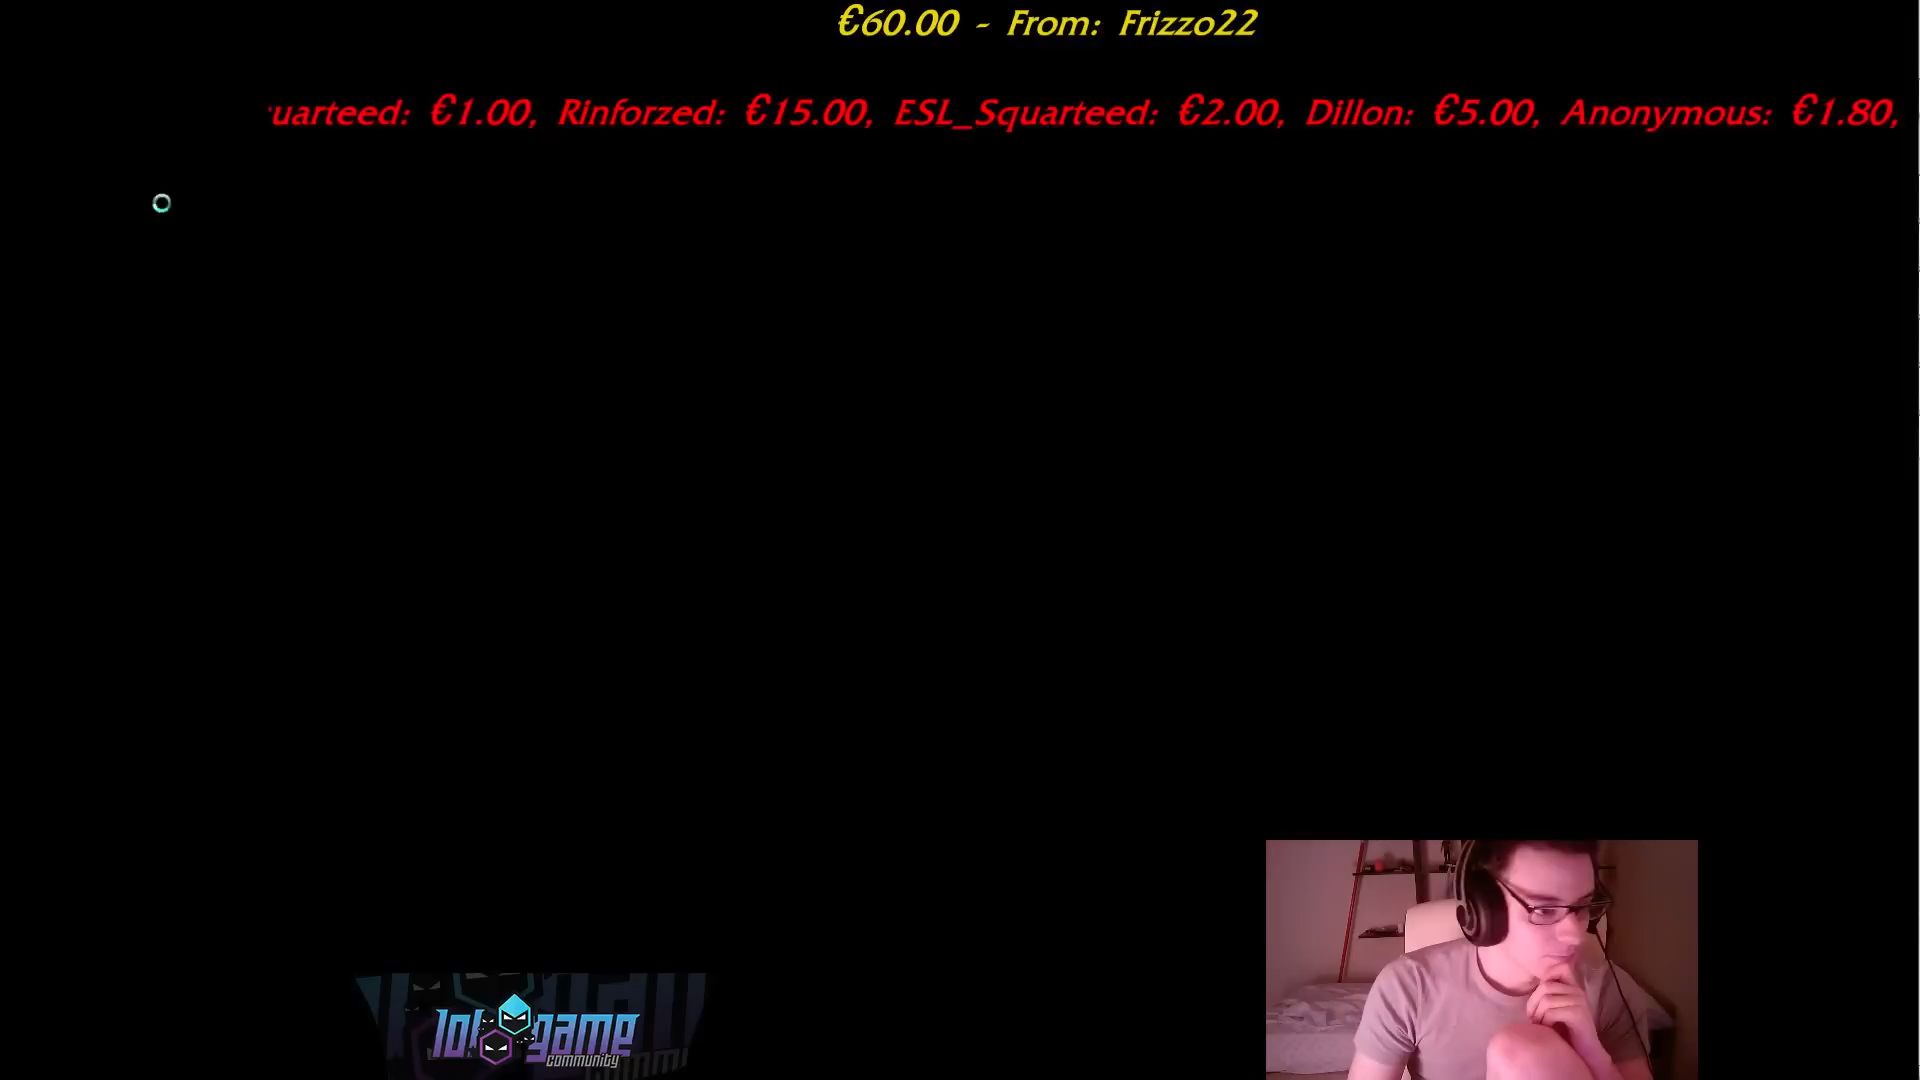 €60.00 - From: Frizzo22
uarteed: €1.00, Rinforzed: €15.00, ESL_Squarteed: €2.00, Dillon: €5.00, Anonymous: €1.80,
lol game
community